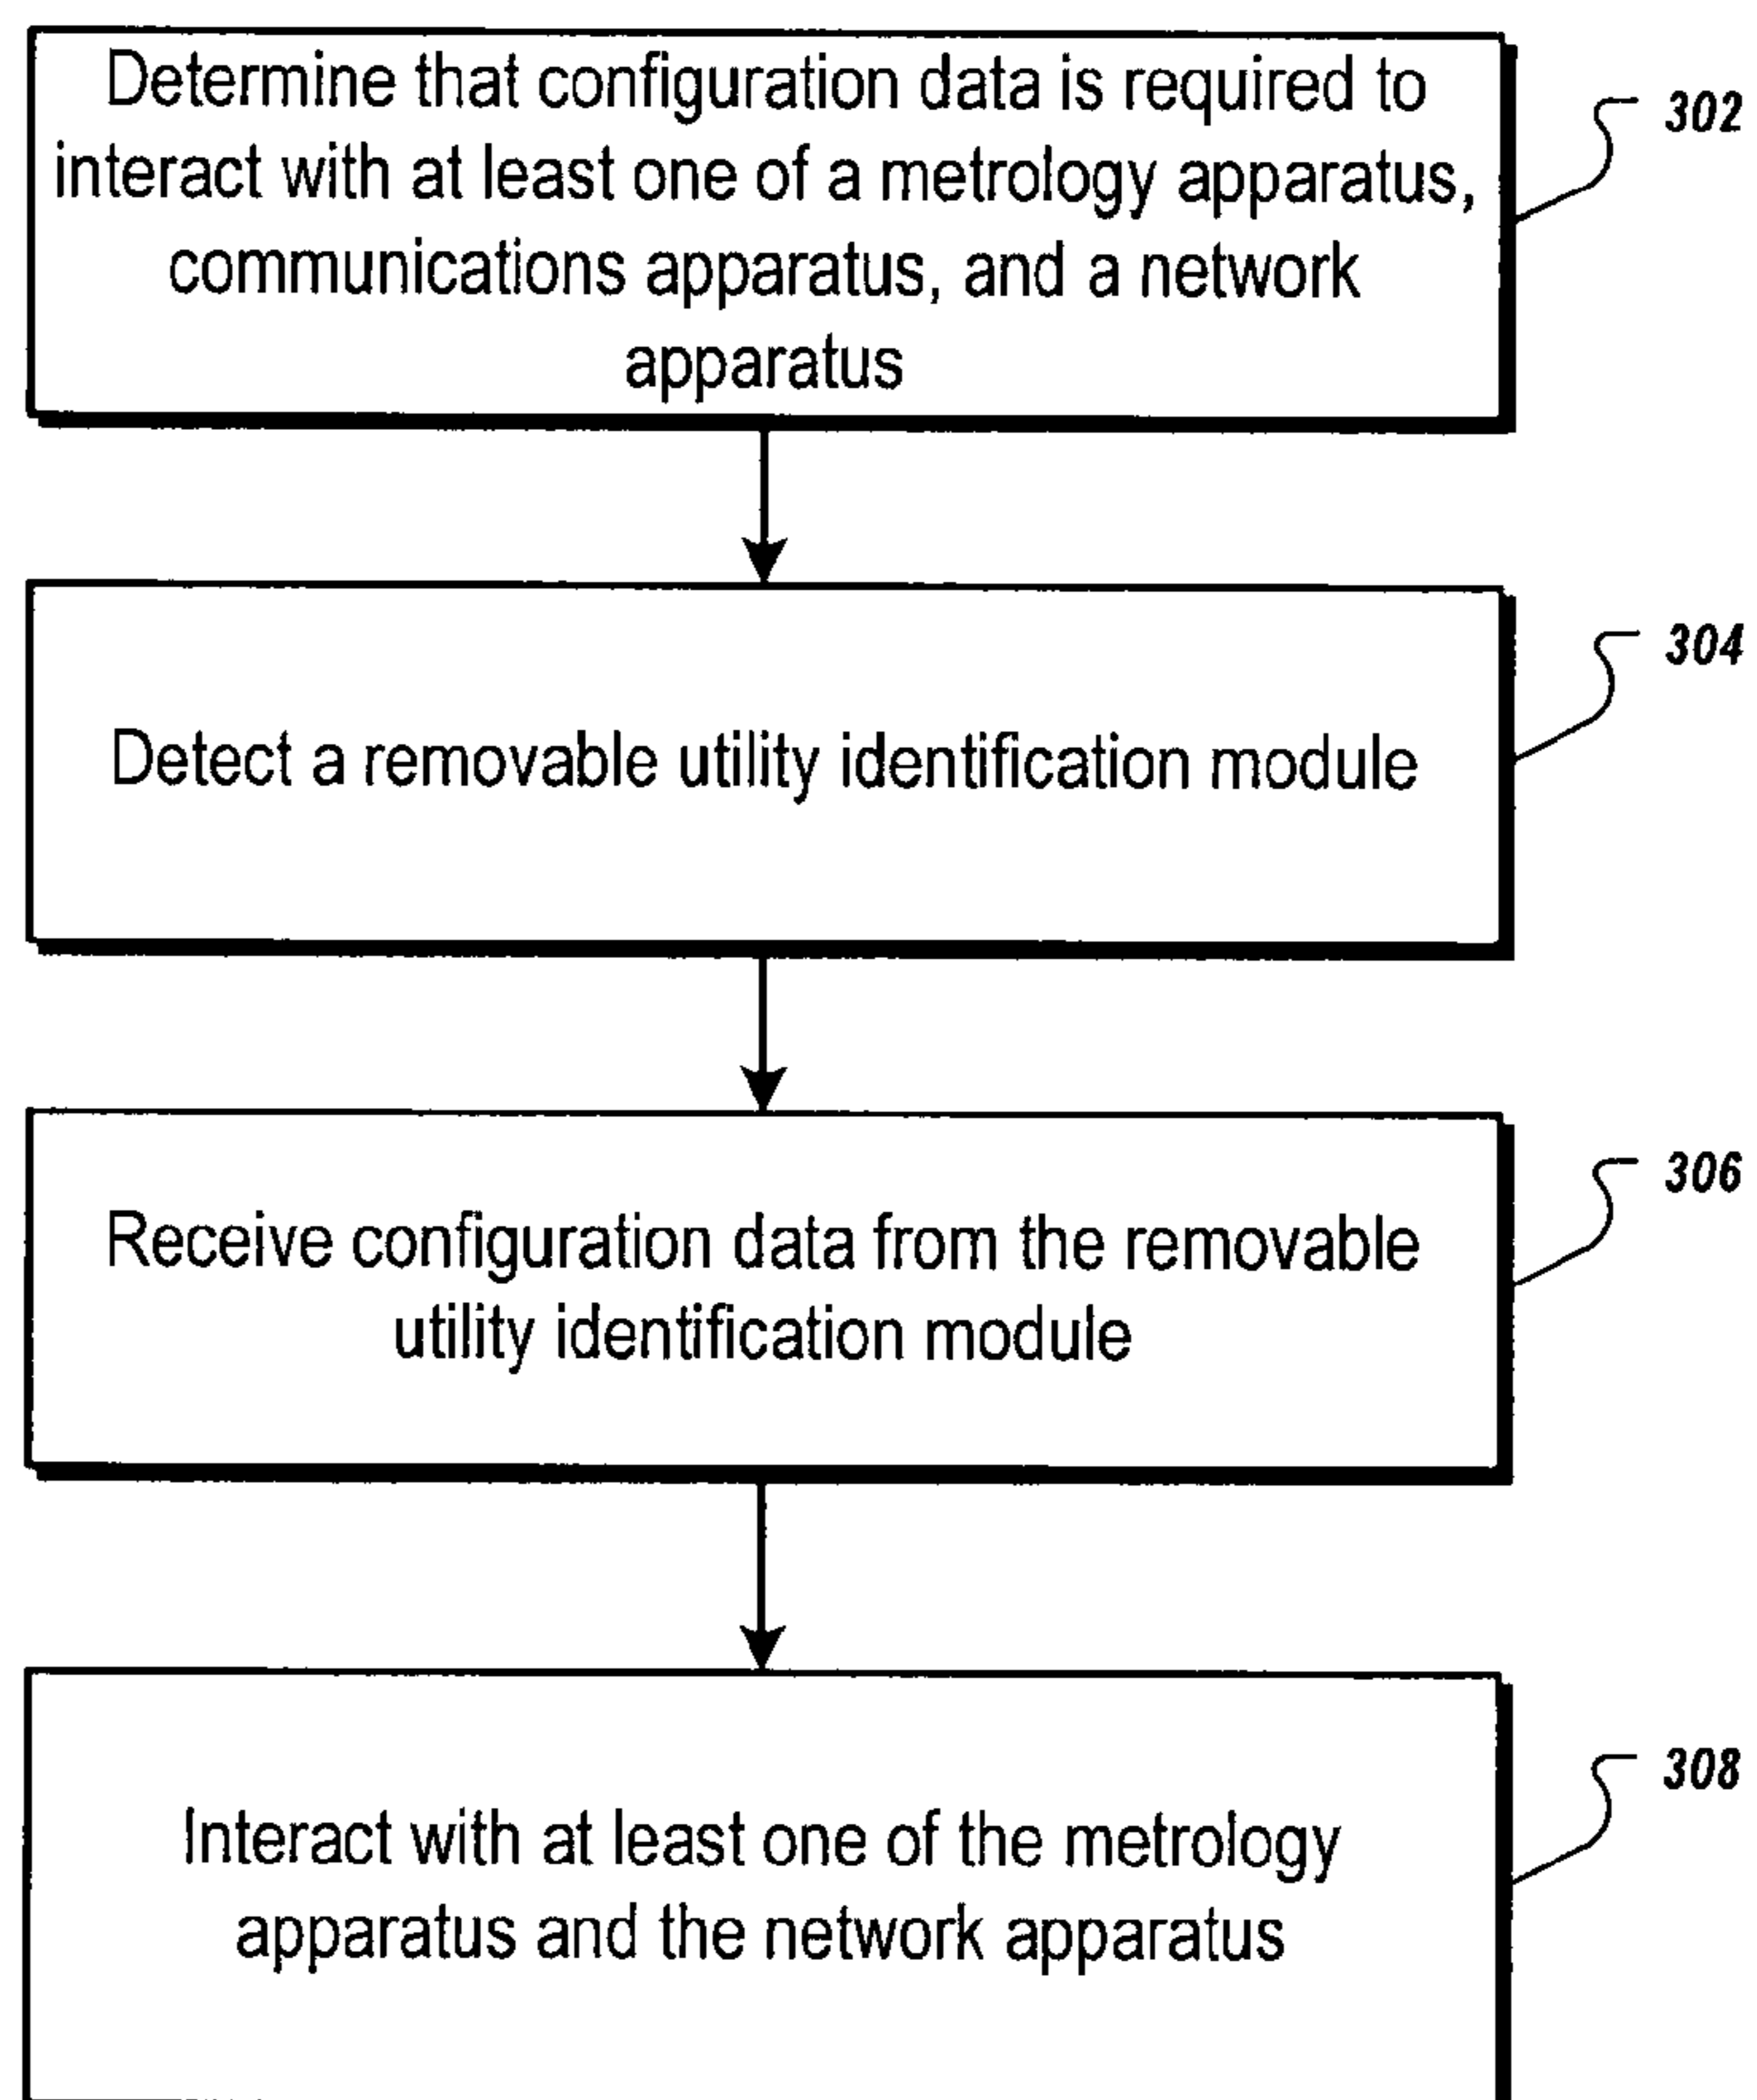 Determine that configuration data is required to
interact with at least one of a metrology apparatus,
communications apparatus, and a network
apparatus
302
Detect a removable utility identification module
304
Receive configuration data from the removable
utility identification module
306
Interact with at least one of the metrology
apparatus and the network apparatus
308